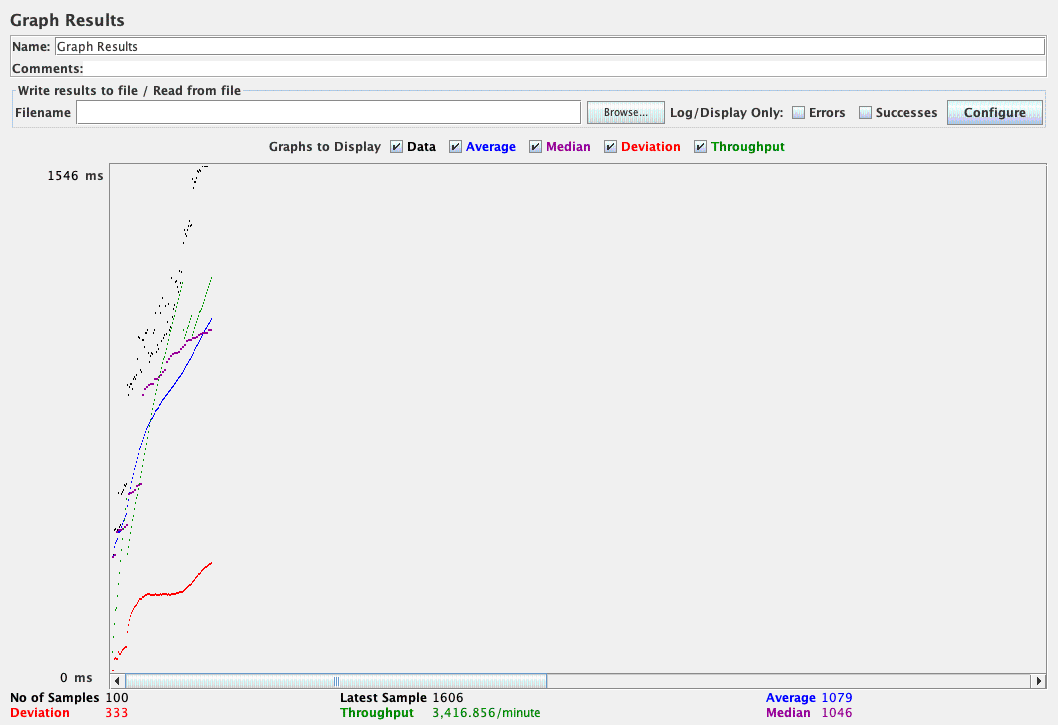 Graph Results
Name: Graph Results
Comments:
Write results to file / Read from file
Filename Browse... Log/Display Only: Errors Successes Configure
Graphs to Display Data Average Median Deviation Throughput
1546 ms
0 ms
No of Samples 100 Latest Sample 1606 Average 1079
Deviation 333 Throughput 3,416.856/minute Median 1046